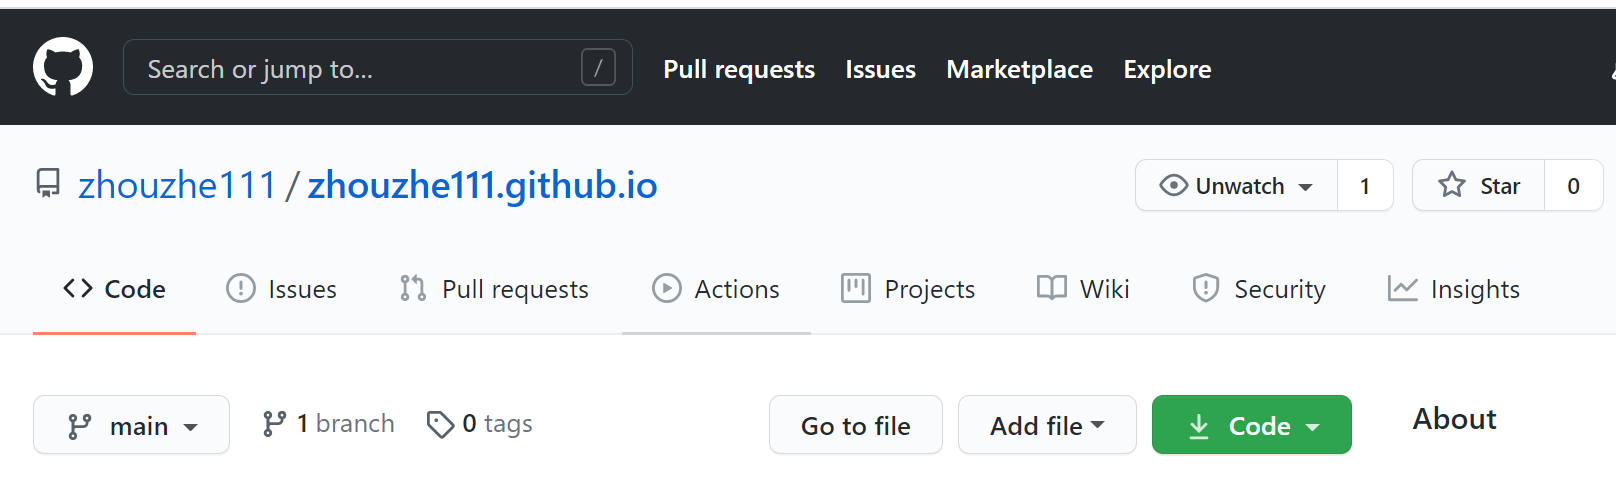 Search or jump to... / Pull requests Issues Marketplace Explore
zhouzhe111 / zhouzhe111.github.io Unwatch 1 Star 0
Code Issues Pull requests Actions Projects Wiki Security Insights
main 1 branch 0 tags Go to file Add file Code About